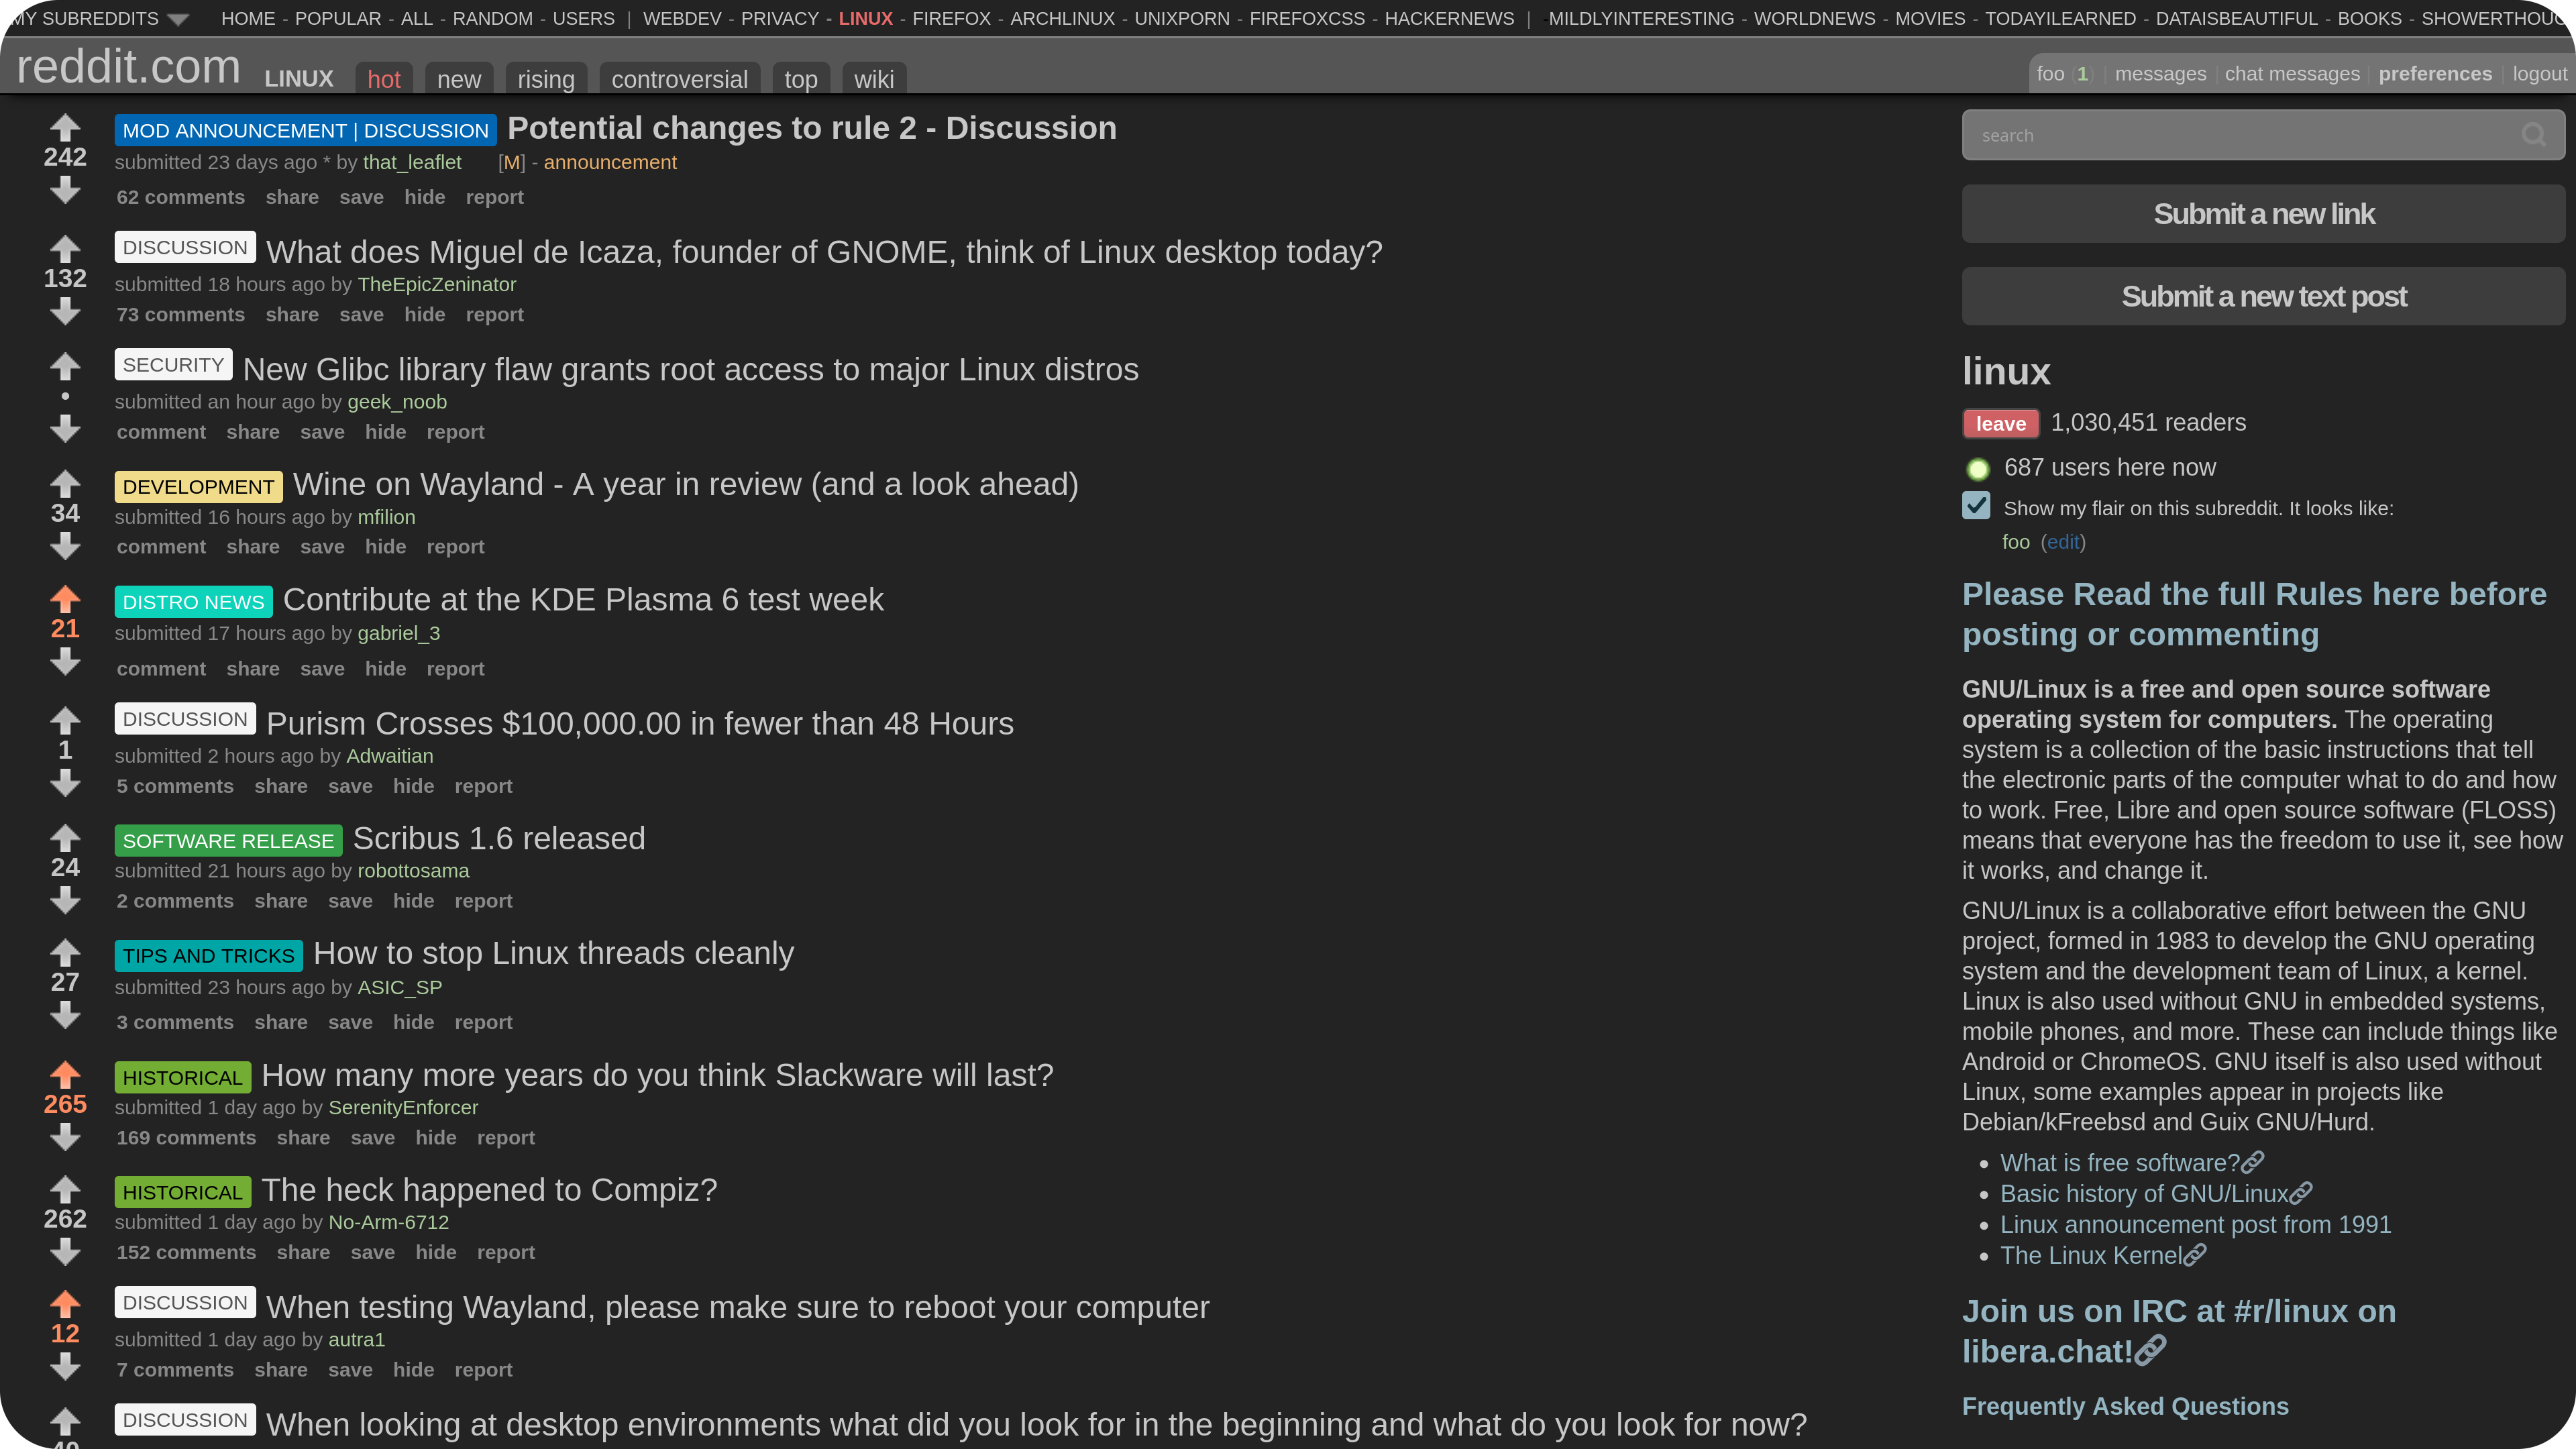 MY SUBREDDITS HOME - POPULAR - ALL - RANDOM - USERS | WEBDEV - PRIVACY - LINUX - FIREFOX - ARCHLINUX - UNIXPORN - FIREFOXCSS - HACKERNEWS | -MILDLYINTERESTING - WORLDNEWS - MOVIES - TODAYILEARNED - DATAISBEAUTIFUL - BOOKS -
reddit.com LINUX hot new rising controversial top wiki
foo (1) | messages | chat messages | preferences | logout
242
MOD ANNOUNCEMENT | DISCUSSION Potential changes to rule 2 - Discussion
submitted 23 days ago * by that_leaflet [M] - announcement
62 comments share save hide report
132
DISCUSSION What does Miguel de Icaza, founder of GNOME, think of Linux desktop today?
submitted 18 hours ago by TheEpicZeninator
73 comments share save hide report
•
SECURITY New Glibc library flaw grants root access to major Linux distros
submitted an hour ago by geek_noob
comment share save hide report
34
DEVELOPMENT Wine on Wayland - A year in review (and a look ahead)
submitted 16 hours ago by mfilion
comment share save hide report
21
DISTRO NEWS Contribute at the KDE Plasma 6 test week
submitted 17 hours ago by gabriel_3
comment share save hide report
1
DISCUSSION Purism Crosses $100,000.00 in fewer than 48 Hours
submitted 2 hours ago by Adwaitian
5 comments share save hide report
24
SOFTWARE RELEASE Scribus 1.6 released
submitted 21 hours ago by robottosama
2 comments share save hide report
27
TIPS AND TRICKS How to stop Linux threads cleanly
submitted 23 hours ago by ASIC_SP
3 comments share save hide report
265
HISTORICAL How many more years do you think Slackware will last?
submitted 1 day ago by SerenityEnforcer
169 comments share save hide report
262
HISTORICAL The heck happened to Compiz?
submitted 1 day ago by No-Arm-6712
152 comments share save hide report
12
DISCUSSION When testing Wayland, please make sure to reboot your computer
submitted 1 day ago by autra1
7 comments share save hide report
DISCUSSION When looking at desktop environments what did you look for in the beginning and what do you look for now?
search
Submit a new link
Submit a new text post
linux
leave 1,030,451 readers
687 users here now
Show my flair on this subreddit. It looks like:
foo (edit)
Please Read the full Rules here before
posting or commenting
GNU/Linux is a free and open source software
operating system for computers. The operating
system is a collection of the basic instructions that tell
the electronic parts of the computer what to do and how
to work. Free, Libre and open source software (FLOSS)
means that everyone has the freedom to use it, see how
it works, and change it.
GNU/Linux is a collaborative effort between the GNU
project, formed in 1983 to develop the GNU operating
system and the development team of Linux, a kernel.
Linux is also used without GNU in embedded systems,
mobile phones, and more. These can include things like
Android or ChromeOS. GNU itself is also used without
Linux, some examples appear in projects like
Debian/kFreebsd and Guix GNU/Hurd.
• What is free software?
• Basic history of GNU/Linux
• Linux announcement post from 1991
• The Linux Kernel
Join us on IRC at #r/linux on
libera.chat!
Frequently Asked Questions